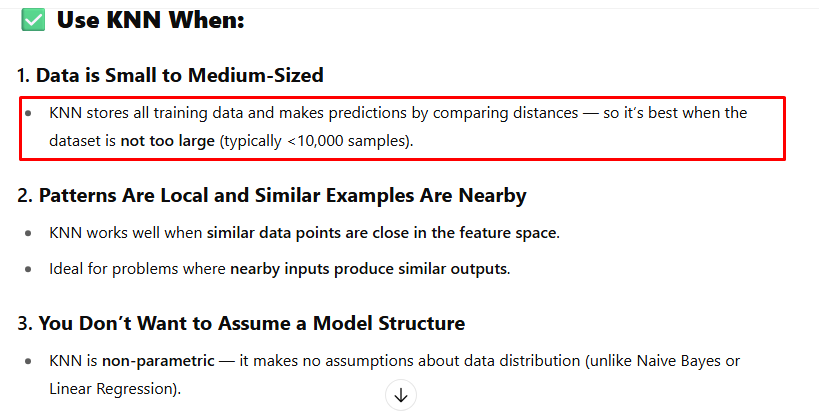 ✅ Use KNN When:
1. Data is Small to Medium-Sized
• KNN stores all training data and makes predictions by comparing distances — so it's best when the
dataset is not too large (typically <10,000 samples).
2. Patterns Are Local and Similar Examples Are Nearby
• KNN works well when similar data points are close in the feature space.
• Ideal for problems where nearby inputs produce similar outputs.
3. You Don't Want to Assume a Model Structure
• KNN is non-parametric — it makes no assumptions about data distribution (unlike Naive Bayes or
Linear Regression).